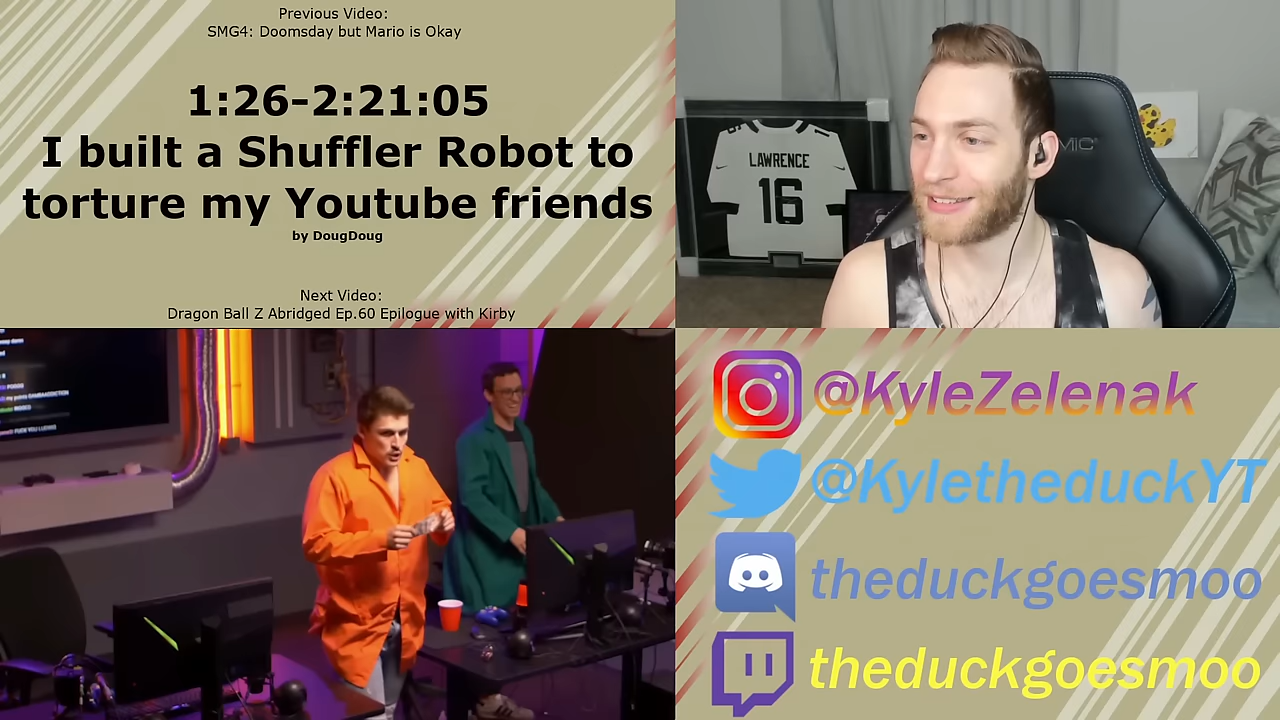 Previous Video:
SMG4: Doomsday but Mario is Okay
1:26-2:21:05
I built a Shuffler Robot to
torture my Youtube friends
by DougDoug
Next Video:
Dragon Ball Z Abridged Ep.60 Epilogue with Kirby
LAWRENCE
16
@KyleZelenak
@KyletheduckYT
theduckgoesmoo
theduckgoesmoo